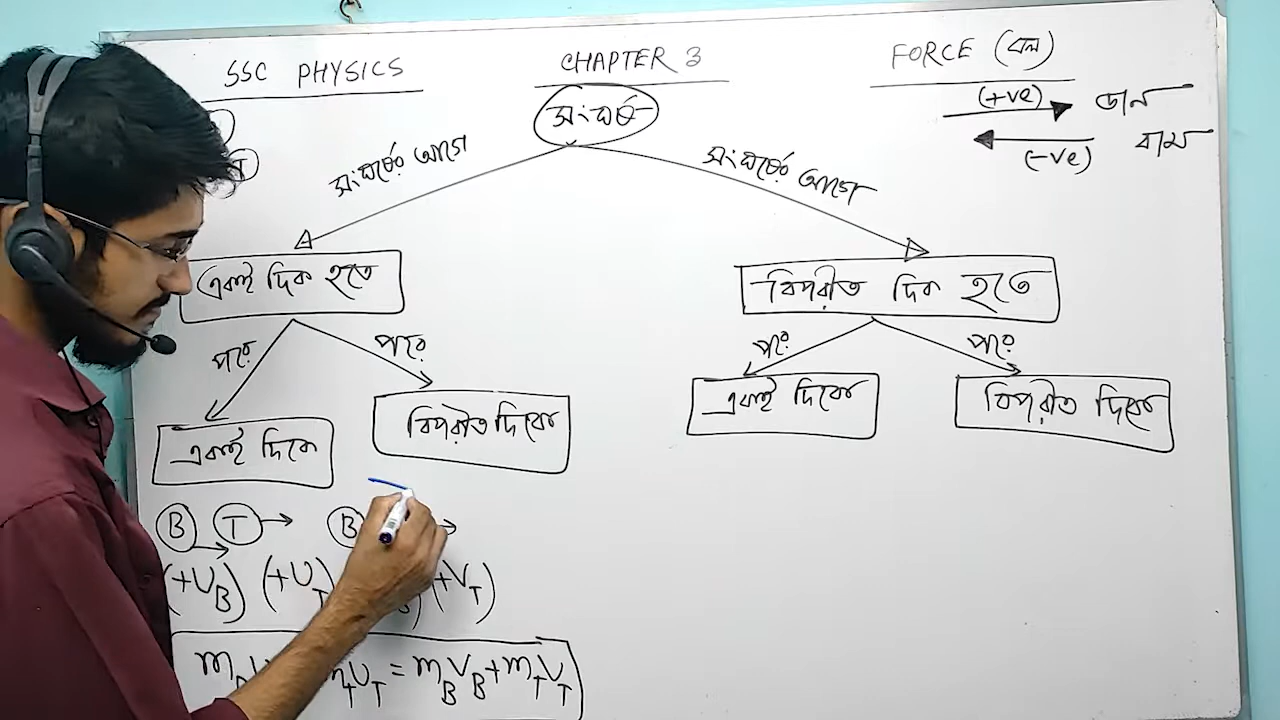 SSC PHYSICS CHAPTER 3 FORCE (বল)
সংঘর্ষ
(+ve) ডান
(-ve) বাম
সংঘর্ষের আগে সংঘর্ষের আগে
একই দিক হতে বিপরীত দিক হতে
পরে পরে পরে পরে
একই দিকে বিপরীত দিকে একই দিকে বিপরীত দিকে
B T B
(+U_B) (+U_T) (+V_T)
= m_B V_B + m_T V_T